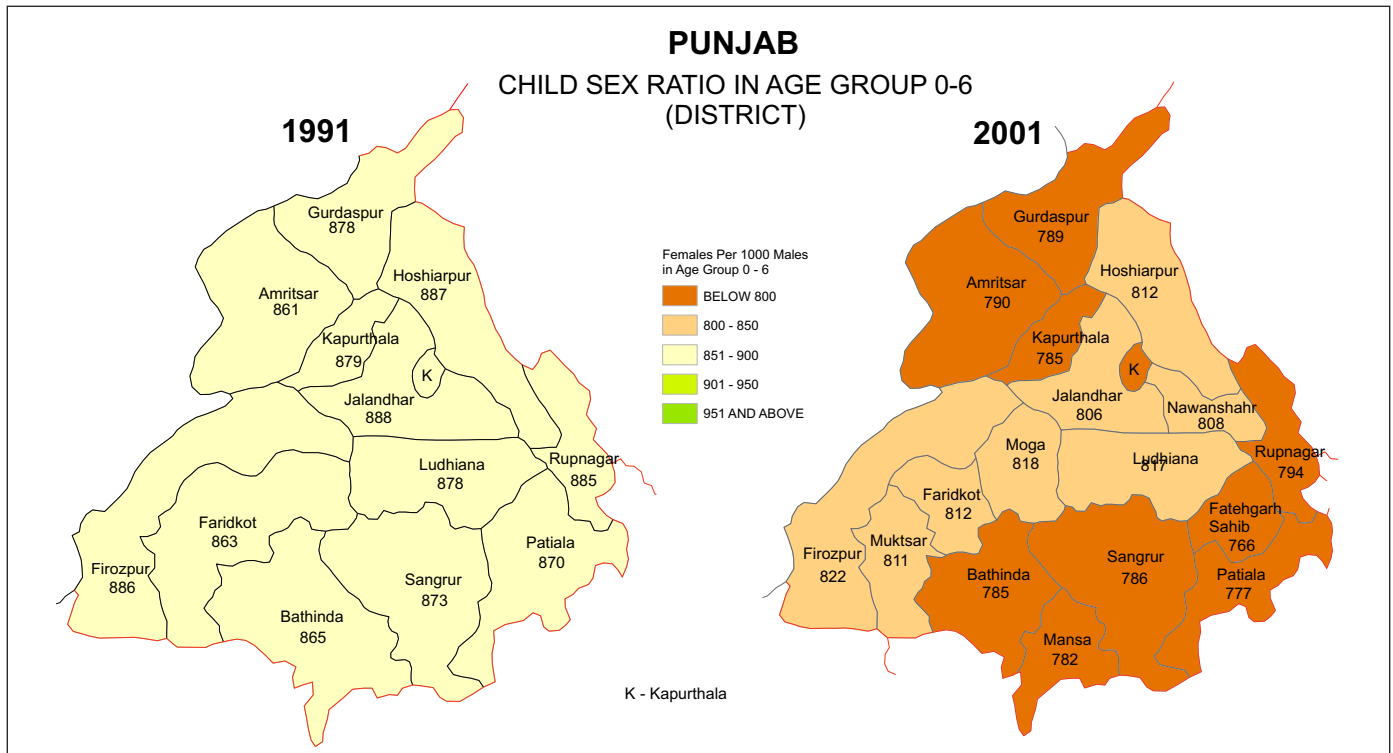 PUNJAB
CHILD SEX RATIO IN AGE GROUP 0-6
(DISTRICT)
1991
Gurdaspur
878
Hoshiarpur
887
Amritsar
861
Kapurthala
879
K
Jalandhar
888
Ludhiana
878
Rupnagar
885
Faridkot
863
Patiala
870
Firozpur
886
Sangrur
873
Bathinda
865
Females Per 1000 Males
in Age Group 0 - 6
BELOW 800
800 - 850
851 - 900
901 - 950
951 AND ABOVE
K - Kapurthala
2001
Gurdaspur
789
Hoshiarpur
812
Amritsar
790
Kapurthala
785
K
Jalandhar
806
Nawanshahr
808
Moga
818
Ludhiana
817
Rupnagar
794
Faridkot
812
Fatehgarh
Sahib
766
Muktsar
811
Firozpur
822
Sangrur
786
Bathinda
785
Patiala
777
Mansa
782